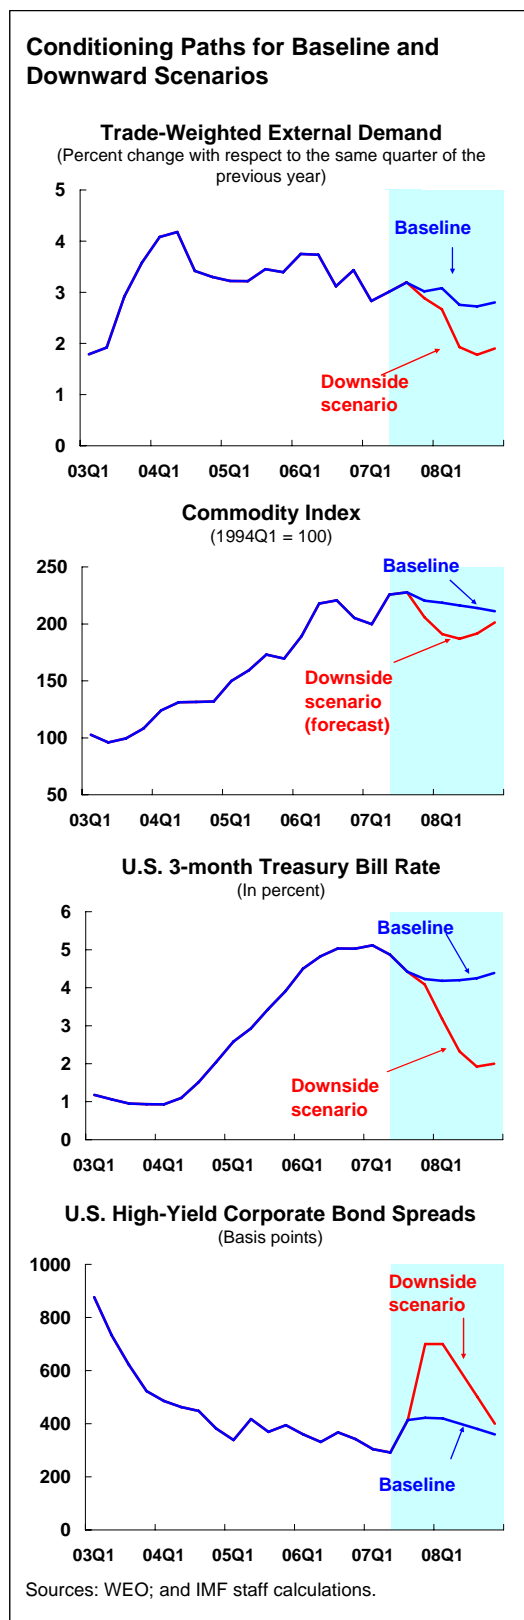 Conditioning Paths for Baseline and
Downward Scenarios
Trade-Weighted External Demand
(Percent change with respect to the same quarter of the
previous year)
5
4
3
2
1
0
Baseline
Downside
scenario
03Q1 04Q1 05Q1 06Q1 07Q1 08Q1
Commodity Index
(1994Q1 = 100)
250
200
150
100
50
Baseline
Downside
scenario
(forecast)
03Q1 04Q1 05Q1 06Q1 07Q1 08Q1
U.S. 3-month Treasury Bill Rate
(In percent)
6
5
4
3
2
1
0
Baseline
Downside
scenario
03Q1 04Q1 05Q1 06Q1 07Q1 08Q1
U.S. High-Yield Corporate Bond Spreads
(Basis points)
1000
800
600
400
200
0
Downside
scenario
Baseline
03Q1 04Q1 05Q1 06Q1 07Q1 08Q1
Sources: WEO; and IMF staff calculations.